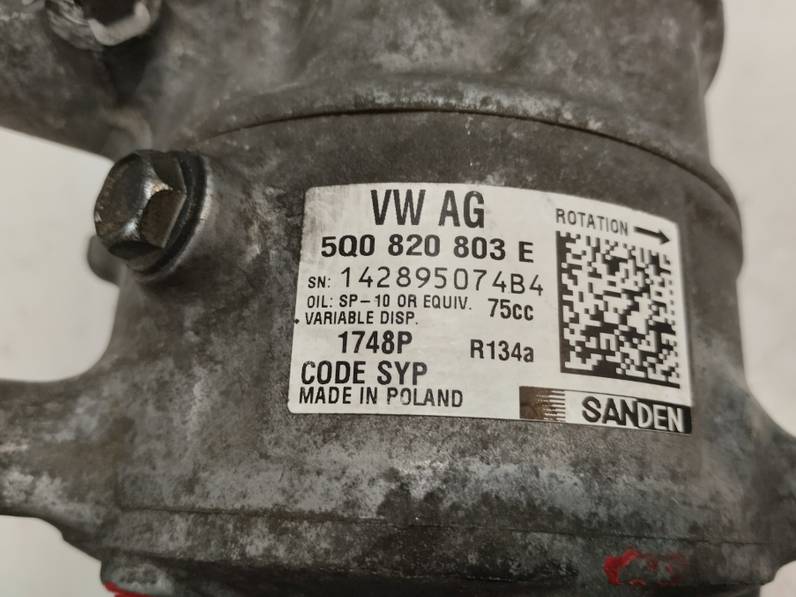 VW AG
ROTATION
5Q0 820 803 E
SN: 142895074B4
OIL: SP-10 OR EQUIV. 75cc
VARIABLE DISP.
1748P R134a
CODE SYP
MADE IN POLAND
SANDEN